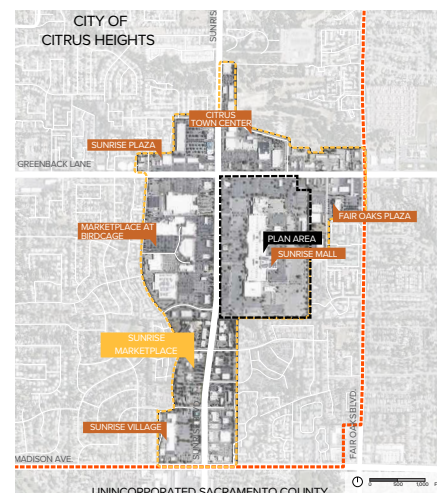 CITY OF
CITRUS HEIGHTS
SUNRIS
CITRUS
TOWN CENTER
SUNRISE PLAZA
GREENBACK LANE
FAIR OAKS PLAZA
MARKETPLACE AT
BIRDCAGE
PLAN AREA
SUNRISE MALL
SUNRISE
MARKETPLACE
FAIR OAKS BLVD.
SUNRISE VILLAGE
MADISON AVE.
0 500 1,000 F
UNINCORPORATED SACRAMENTO COUNTY